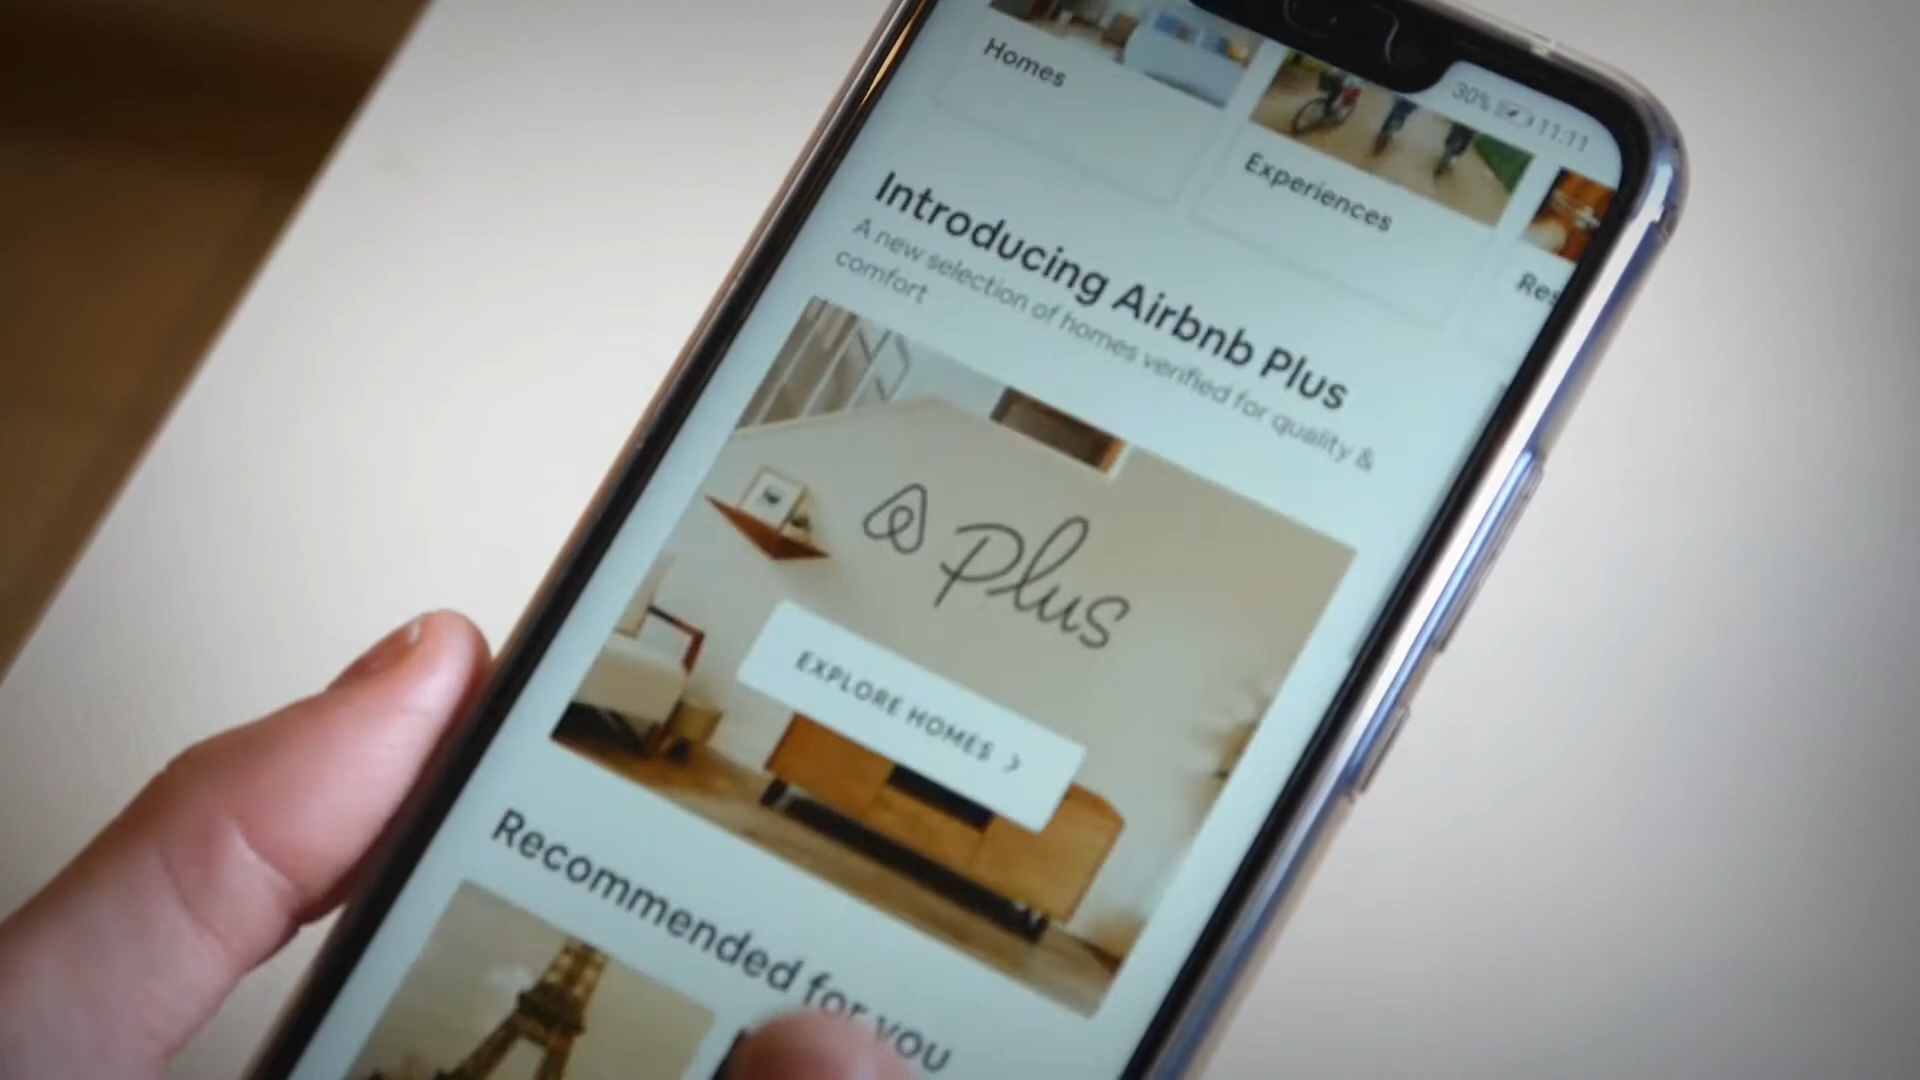 30% 11:11
Homes
Experiences
Res
Introducing Airbnb Plus
A new selection of homes verified for quality &
comfort
Plus
EXPLORE HOMES >
Recommended for you